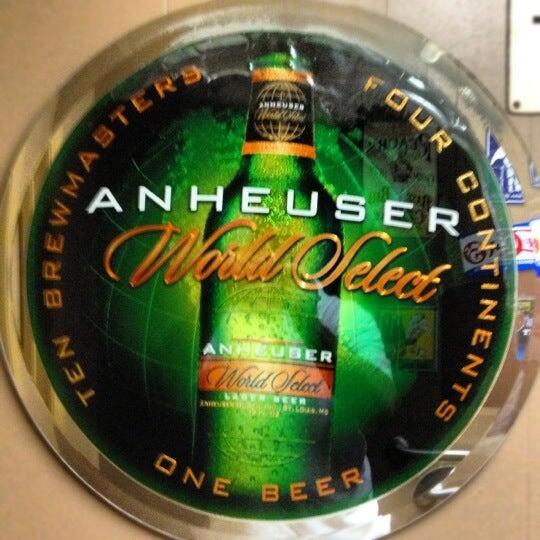 TEN BREWMASTERS
FOUR CONTINENTS
ONE BEER
ANHEUSER
World Select
ANHEUSER
World Select
ANHEUSER
World Select
LAGER BEER